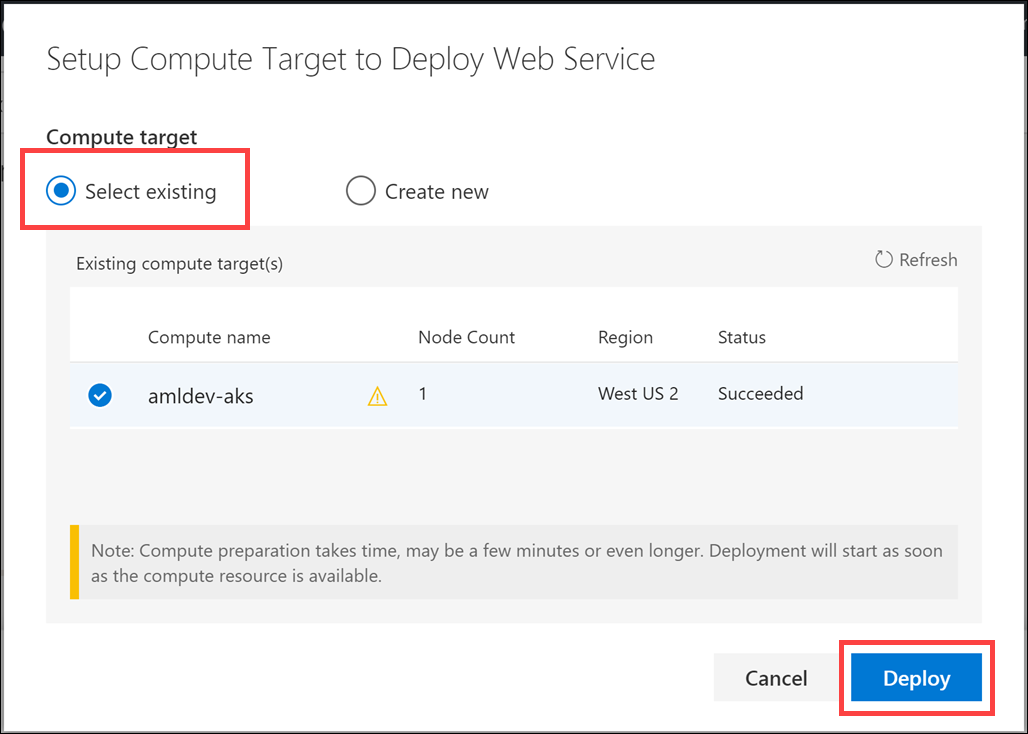 Setup Compute Target to Deploy Web Service
Compute target
Select existing
Create new
Existing compute target(s)
Refresh
Compute name Node Count Region Status
amldev-aks 1 West US 2 Succeeded
Note: Compute preparation takes time, may be a few minutes or even longer. Deployment will start as soon
as the compute resource is available.
Cancel
Deploy